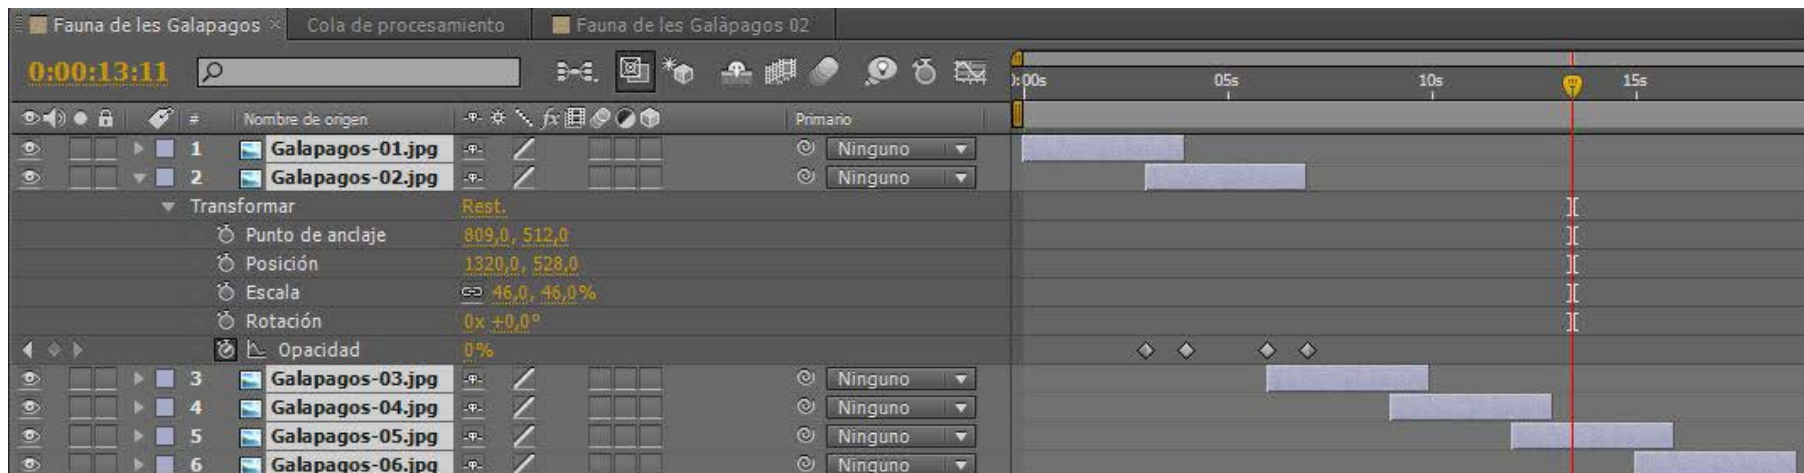 Fauna de les Galapagos × Cola de procesamiento Fauna de les Galàpagos 02
0:00:13:11
):00s 05s 10s 15s
# Nombre de origen fx Primario
1 Galapagos-01.jpg Ninguno
2 Galapagos-02.jpg Ninguno
Transformar Rest.
Punto de anclaje 809,0, 512,0
Posición 1320,0, 528,0
Escala 46,0, 46,0%
Rotación 0x +0,0°
Opacidad 0%
3 Galapagos-03.jpg Ninguno
4 Galapagos-04.jpg Ninguno
5 Galapagos-05.jpg Ninguno
6 Galapagos-06.jpg Ninguno